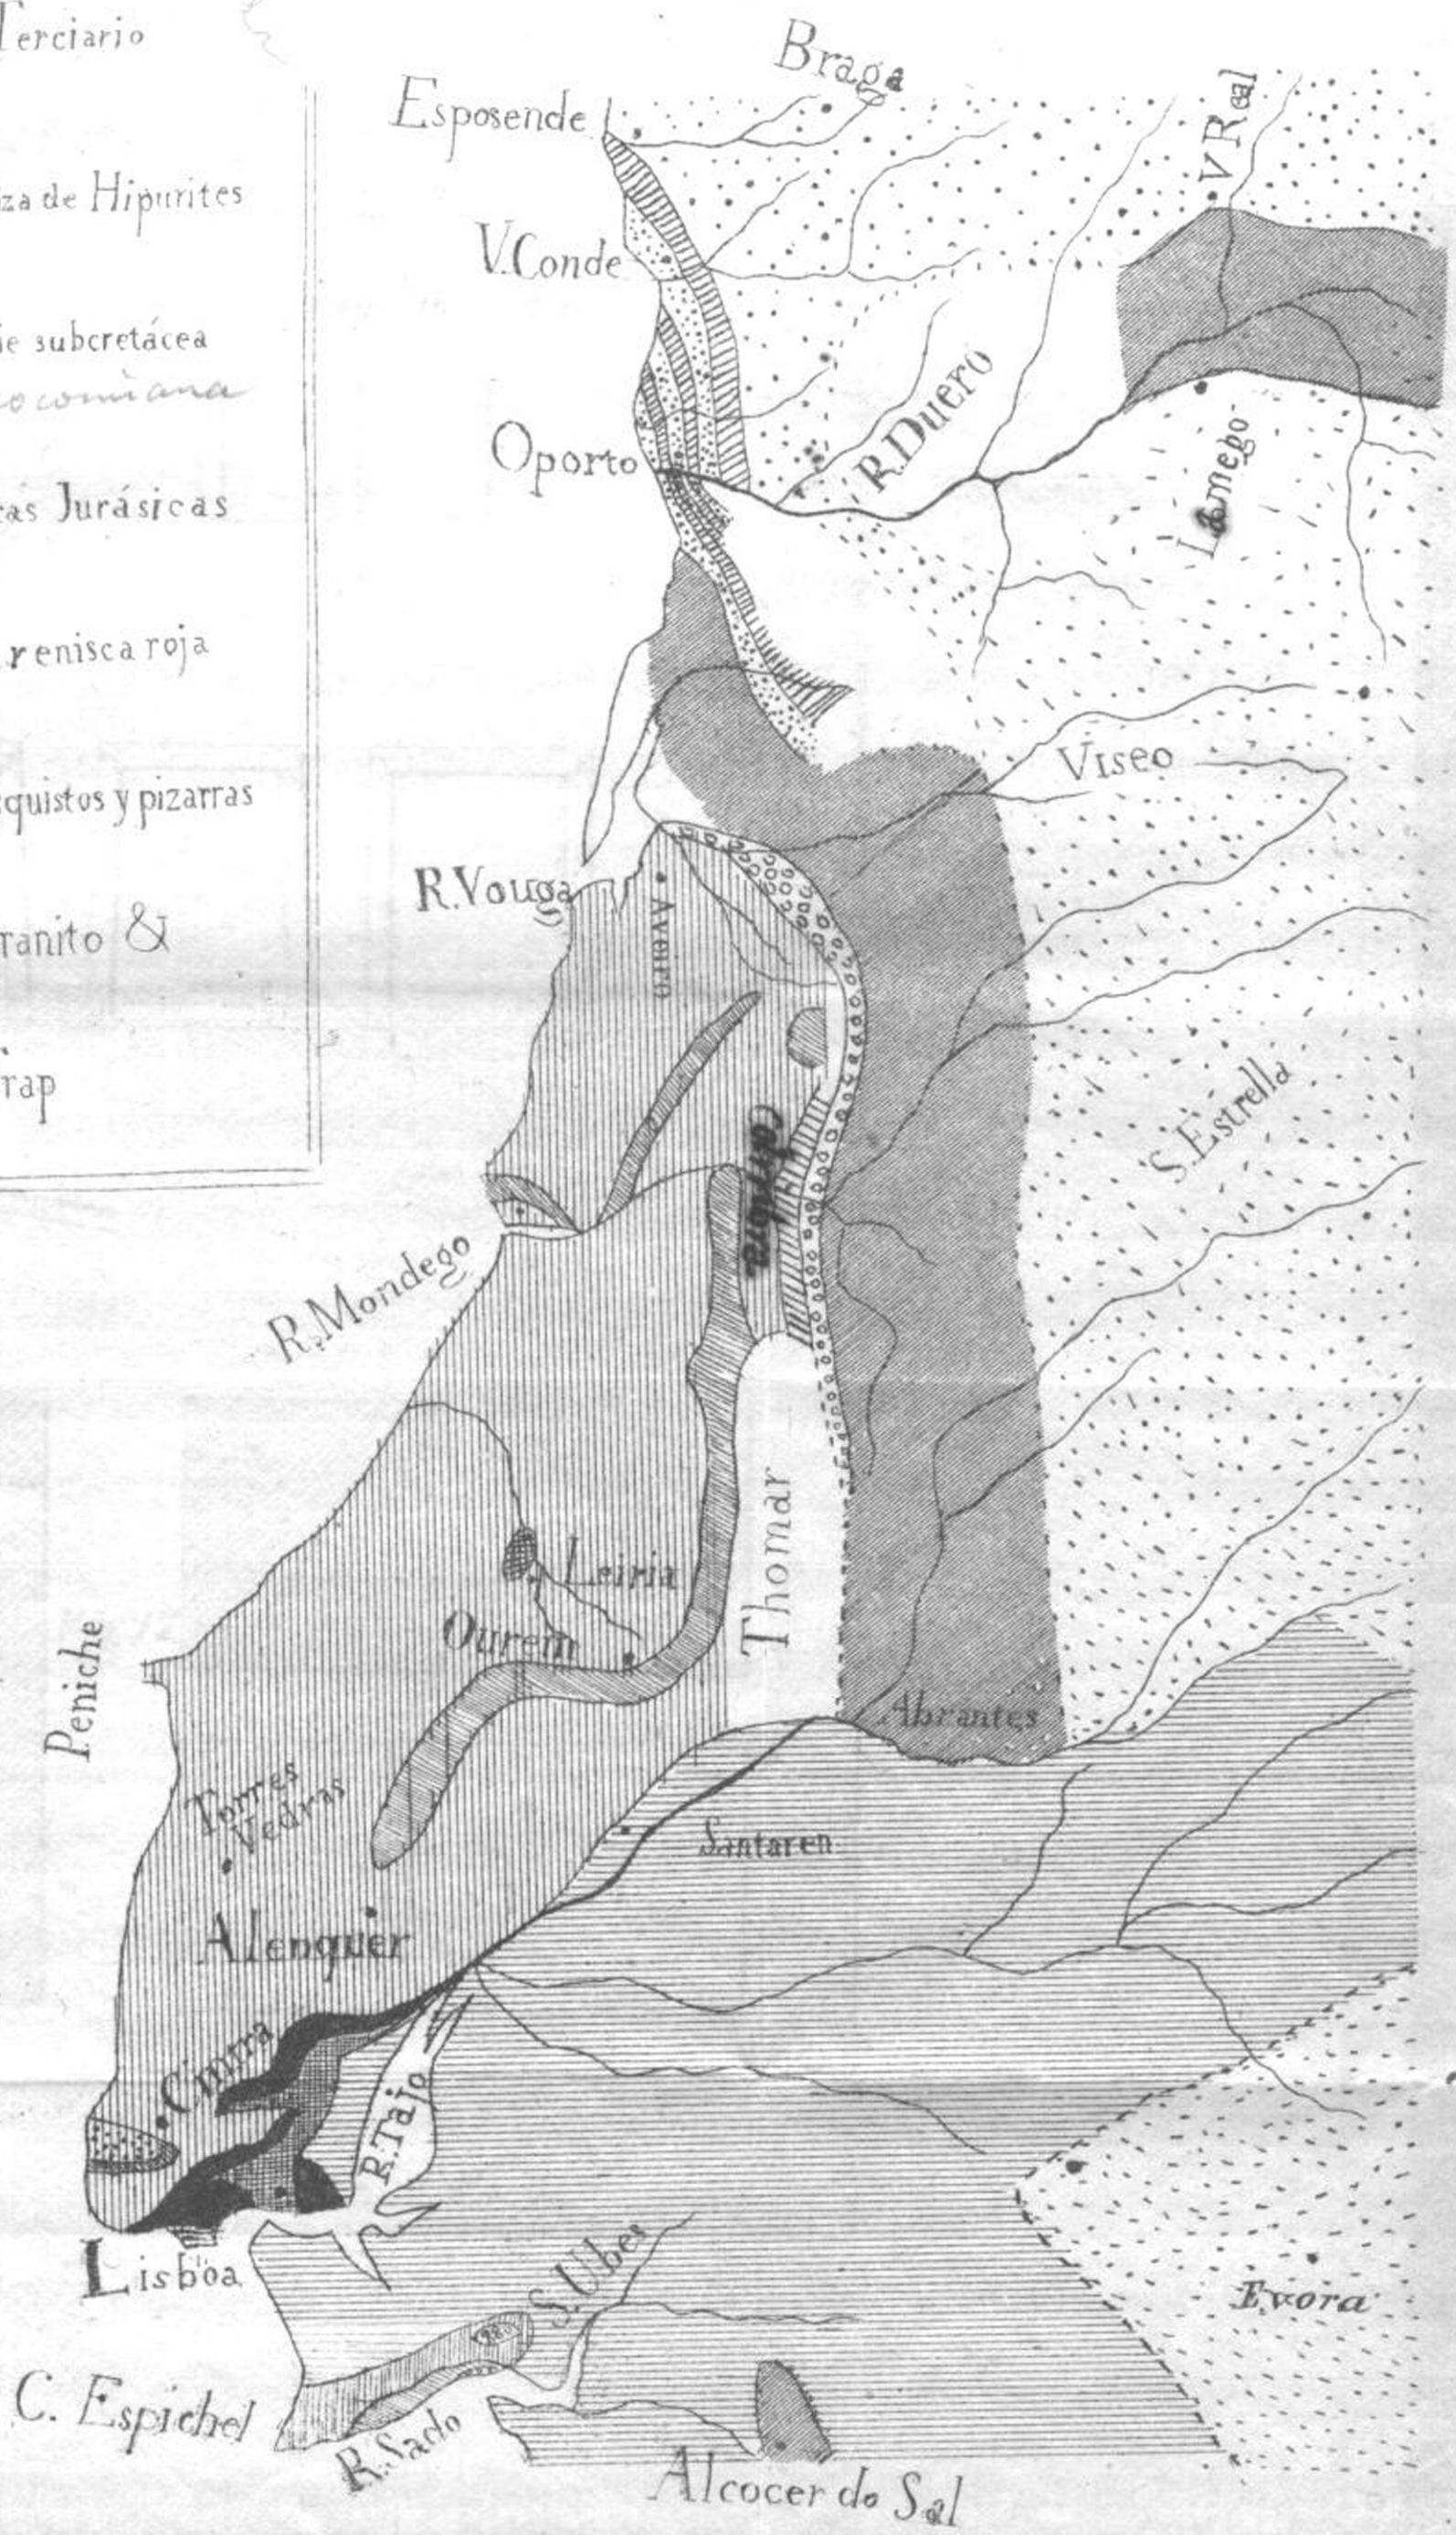 Terciario
za de Hipurites
ie subcretácea
ocomiana
cas Jurásicas
renisca roja
quistos y pizarras
ranito &
rap
Braga
Esposende
V Real
V. Conde
Oporto
R. Duero
Lamego
Viseo
R. Vouga
Aveiro
S. Estrella
Coimbra
R. Mondego
Leiria
Ourem
Thomar
Peniche
Abrantes
Torres
Vedras
Santaren
Alenquer
Cintra
R. Tajo
Lisboa
S. Ubes
Evora
C. Espichel
R. Sado
Alcocer do Sal